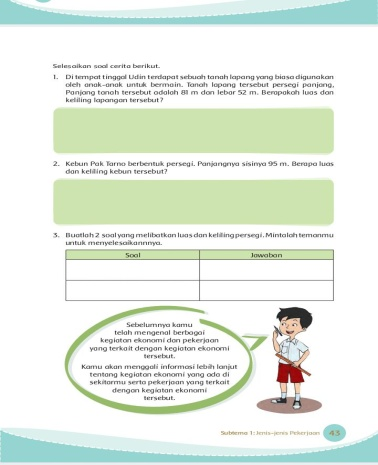 Selesaikan soal cerita berikut.
1. Di tempat tinggal Udin terdapat sebuah tanah lapang yang biasa digunakan
oleh anak-anak untuk bermain. Tanah lapang tersebut persegi panjang,
Panjang tanah tersebut adalah 81 m dan lebar 52 m. Berapakah luas dan
keliling lapangan tersebut?
2. Kebun Pak Tarno berbentuk persegi. Panjangnya sisinya 95 m. Berapa luas
dan keliling kebun tersebut?
3. Buatlah 2 soal yang melibatkan luas dan keliling persegi. Mintalah temanmu
untuk menyelesaikannnya.
Soal Jawaban
Sebelumnya kamu
telah mengenal berbagai
kegiatan ekonomi dan pekerjaan
yang terkait dengan kegiatan ekonomi
tersebut.
Kamu akan menggali informasi lebih lanjut
tentang kegiatan ekonomi yang ada di
sekitarmu serta pekerjaan yang terkait
dengan kegiatan ekonomi
tersebut.
Subtema 1: Jenis-jenis Pekerjaan 43